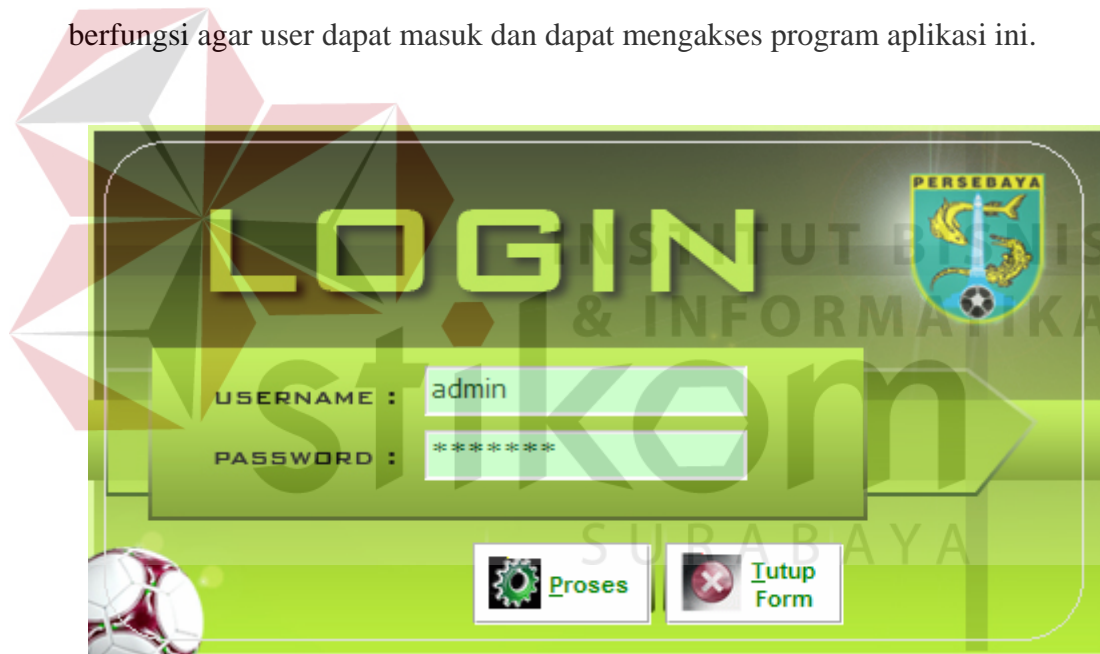 berfungsi agar user dapat masuk dan dapat mengakses program aplikasi ini.
LOGIN
PERSEBAYA
INSTITUT BISNIS
& INFORMATIKA
stikom
SURABAYA
USERNAME : admin
PASSWORD : *******
Proses
Tutup
Form